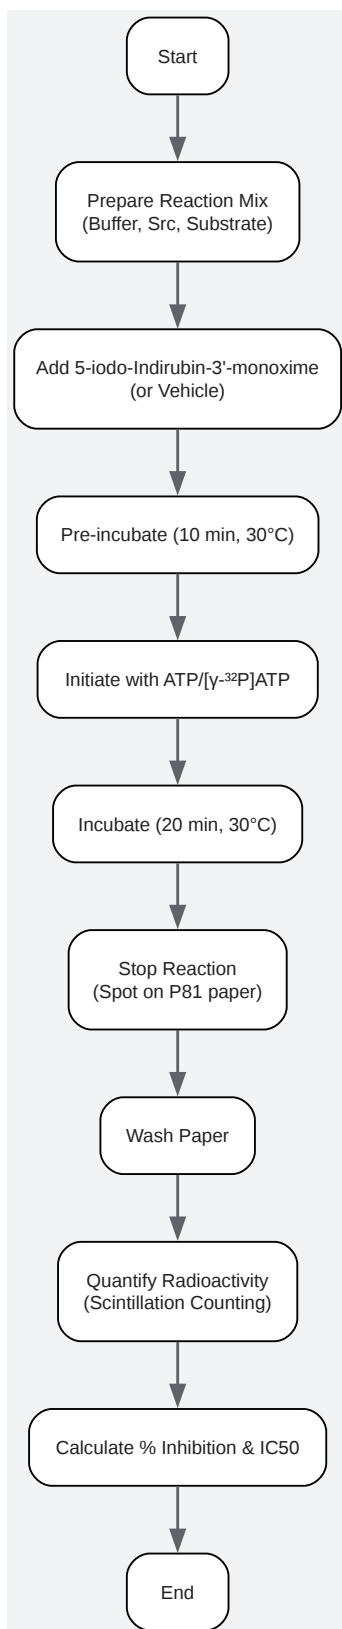 Start
Prepare Reaction Mix
(Buffer, Src, Substrate)
Add 5-iodo-Indirubin-3'-monoxime
(or Vehicle)
Pre-incubate (10 min, 30°C)
Initiate with ATP/[γ-³²P]ATP
Incubate (20 min, 30°C)
Stop Reaction
(Spot on P81 paper)
Wash Paper
Quantify Radioactivity
(Scintillation Counting)
Calculate % Inhibition & IC50
End